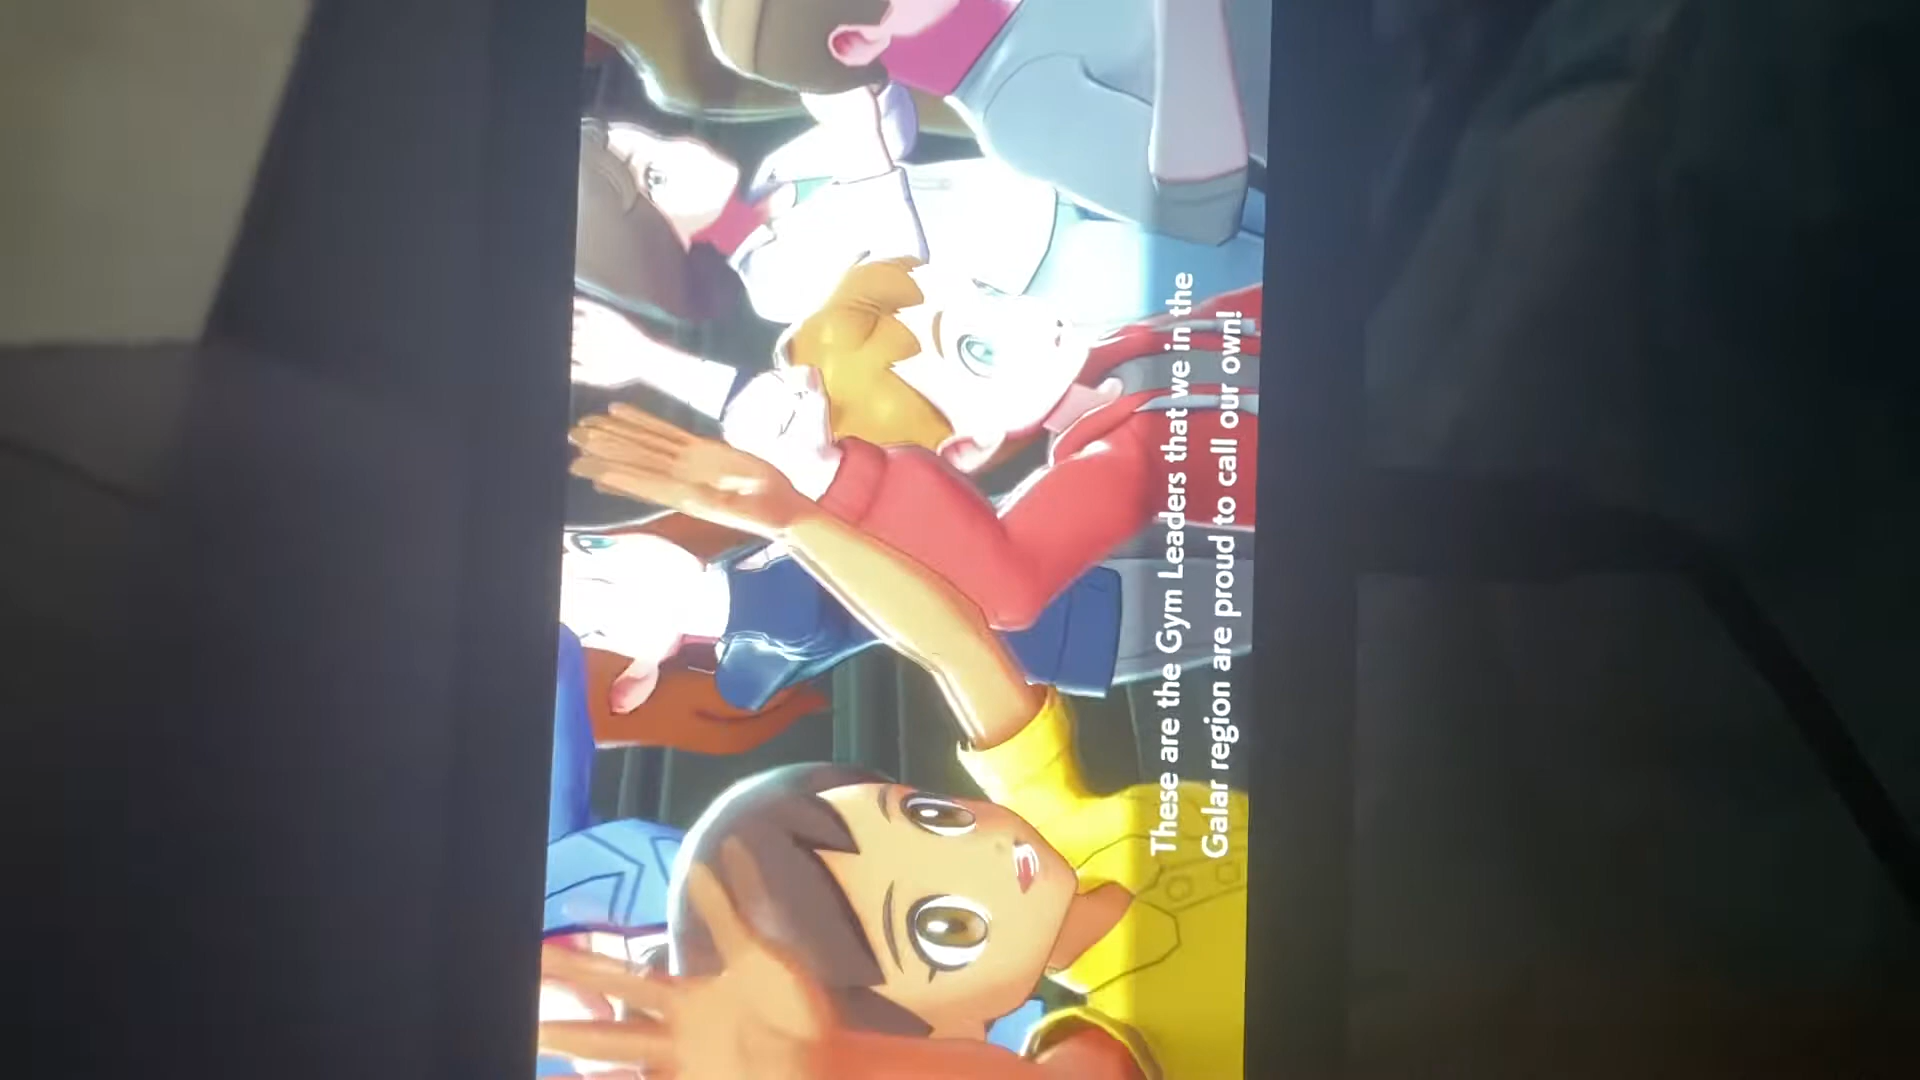 These are the Gym Leaders that we in the
Galar region are proud to call our own!